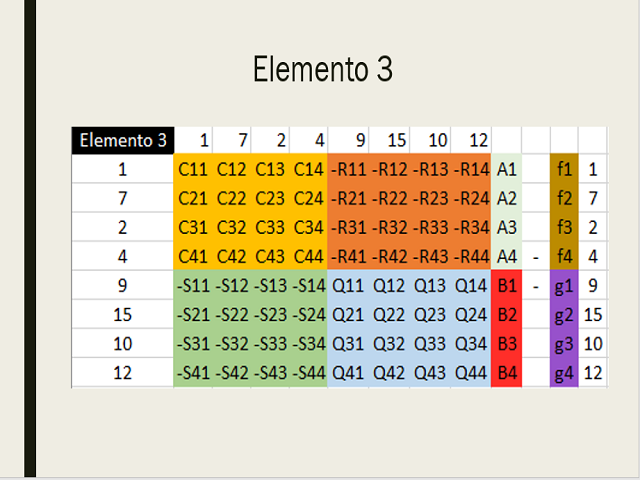 Elemento 3
Elemento 3 1 7 2 4 9 15 10 12
1 C11 C12 C13 C14 -R11 -R12 -R13 -R14 A1 f1 1
7 C21 C22 C23 C24 -R21 -R22 -R23 -R24 A2 f2 7
2 C31 C32 C33 C34 -R31 -R32 -R33 -R34 A3 f3 2
4 C41 C42 C43 C44 -R41 -R42 -R43 -R44 A4 - f4 4
9 -S11 -S12 -S13 -S14 Q11 Q12 Q13 Q14 B1 - g1 9
15 -S21 -S22 -S23 -S24 Q21 Q22 Q23 Q24 B2 g2 15
10 -S31 -S32 -S33 -S34 Q31 Q32 Q33 Q34 B3 g3 10
12 -S41 -S42 -S43 -S44 Q41 Q42 Q43 Q44 B4 g4 12